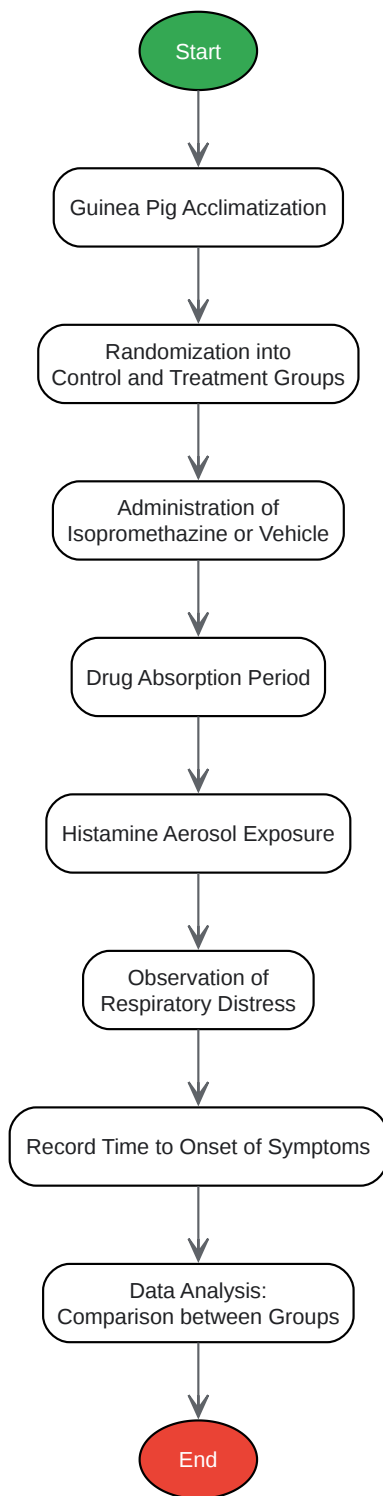 Start
Guinea Pig Acclimatization
Randomization into
Control and Treatment Groups
Administration of
Isopromethazine or Vehicle
Drug Absorption Period
Histamine Aerosol Exposure
Observation of
Respiratory Distress
Record Time to Onset of Symptoms
Data Analysis:
Comparison between Groups
End